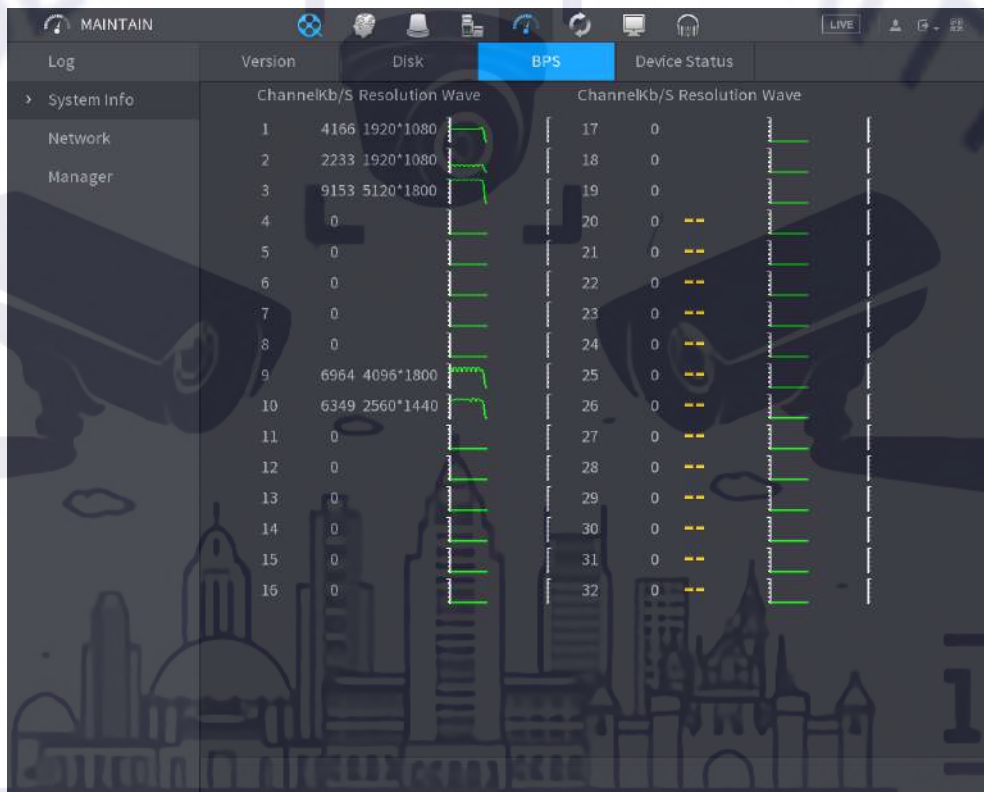 MAINTAIN LIVE
Log
System Info
Network
Manager
Version Disk BPS Device Status
ChannelKb/S Resolution Wave ChannelKb/S Resolution Wave
1 4166 1920*1080 17 0
2 2233 1920*1080 18 0
3 9153 5120*1800 19 0
4 0 20 0 --
5 0 21 0 --
6 0 22 0 --
7 0 23 0 --
8 0 24 0 --
9 6964 4096*1800 25 0 --
10 6349 2560*1440 26 0 --
11 0 27 0 --
12 0 28 0 --
13 0 29 0 --
14 0 30 0 --
15 0 31 0 --
16 0 32 0 --